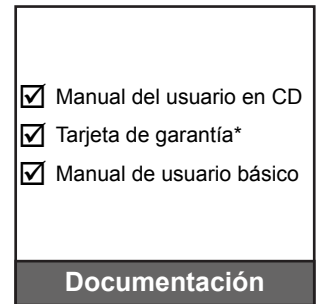 Manual del usuario en CD
Tarjeta de garantía*
Manual de usuario básico
Documentación